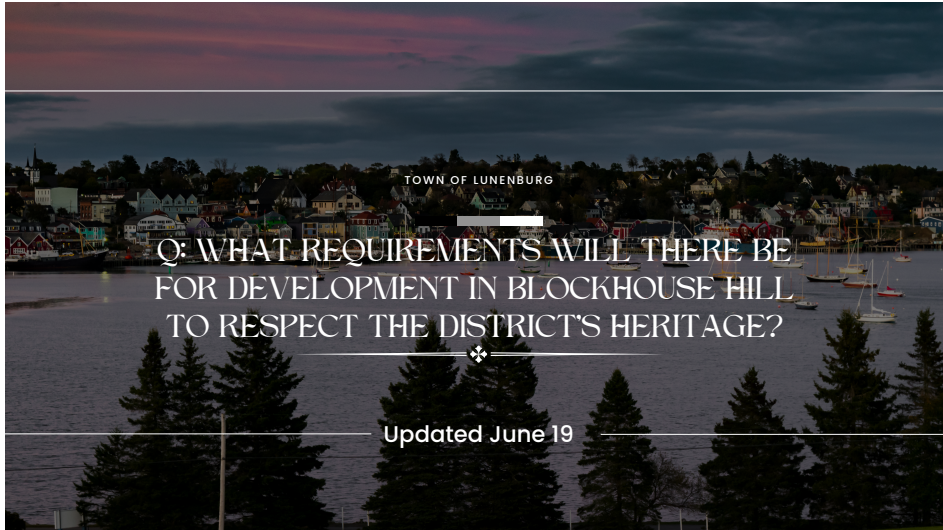 TOWN OF LUNENBURG
Q: WHAT REQUIREMENTS WILL THERE BE
FOR DEVELOPMENT IN BLOCKHOUSE HILL
TO RESPECT THE DISTRICT'S HERITAGE?
Updated June 19